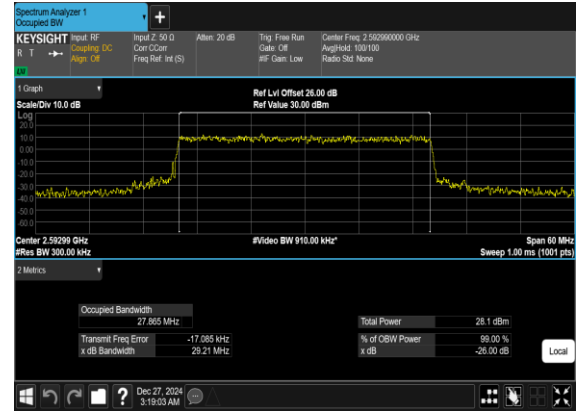 Spectrum Analyzer 1
Occupied BW
KEYSIGHT
R T
LU
Input: RF
Coupling: DC
Align: Off
Input Z: 50 Ω
Corr CCorr
Freq Ref: Int (S)
Atten: 20 dB
Trig: Free Run
Gate: Off
#IF Gain: Low
Center Freq: 2.592990000 GHz
Avg|Hold: 100/100
Radio Std: None
1 Graph
Scale/Div 10.0 dB
Ref Lvl Offset 26.00 dB
Ref Value 30.00 dBm
Log
20.0
10.0
0.00
-10.0
-20.0
-30.0
-40.0
-50.0
-60.0
Center 2.59299 GHz
#Res BW 300.00 kHz
#Video BW 910.00 kHz*
Span 60 MHz
Sweep 1.00 ms (1001 pts)
2 Metrics
Occupied Bandwidth
27.865 MHz
Transmit Freq Error -17.085 kHz
x dB Bandwidth 29.21 MHz
Total Power 28.1 dBm
% of OBW Power 99.00 %
x dB -26.00 dB
Local
?
Dec 27, 2024
3:19:03 AM